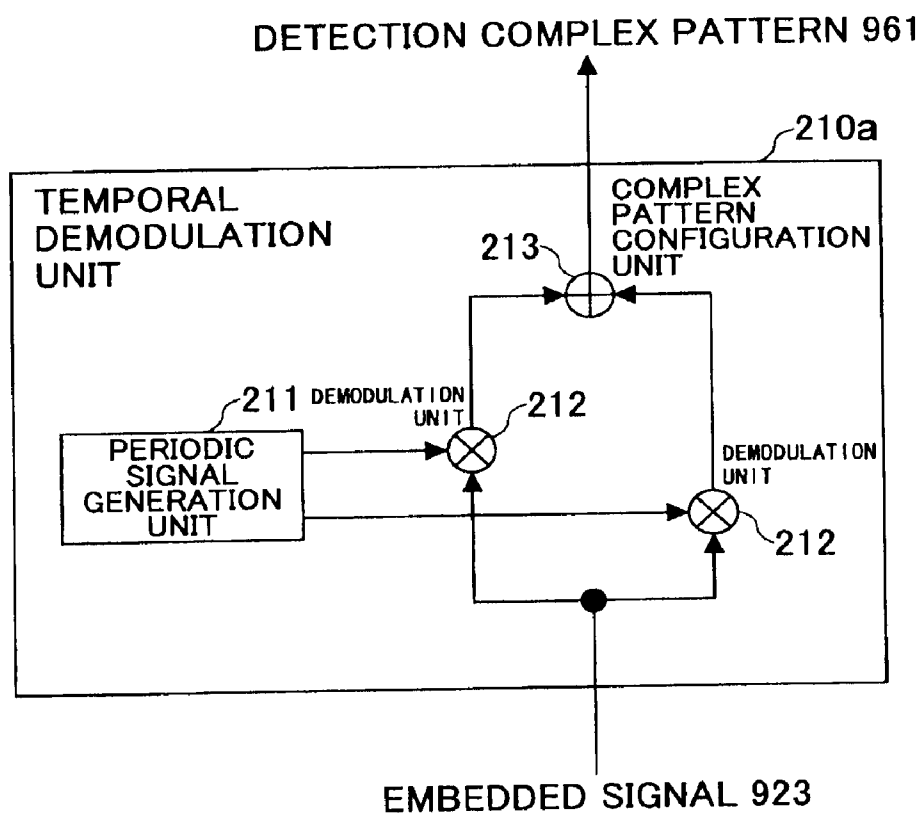 DETECTION COMPLEX PATTERN 961
210a
TEMPORAL
DEMODULATION
UNIT
COMPLEX
PATTERN
CONFIGURATION
UNIT
213
211
DEMODULATION
UNIT
212
PERIODIC
SIGNAL
GENERATION
UNIT
DEMODULATION
UNIT
212
EMBEDDED SIGNAL 923